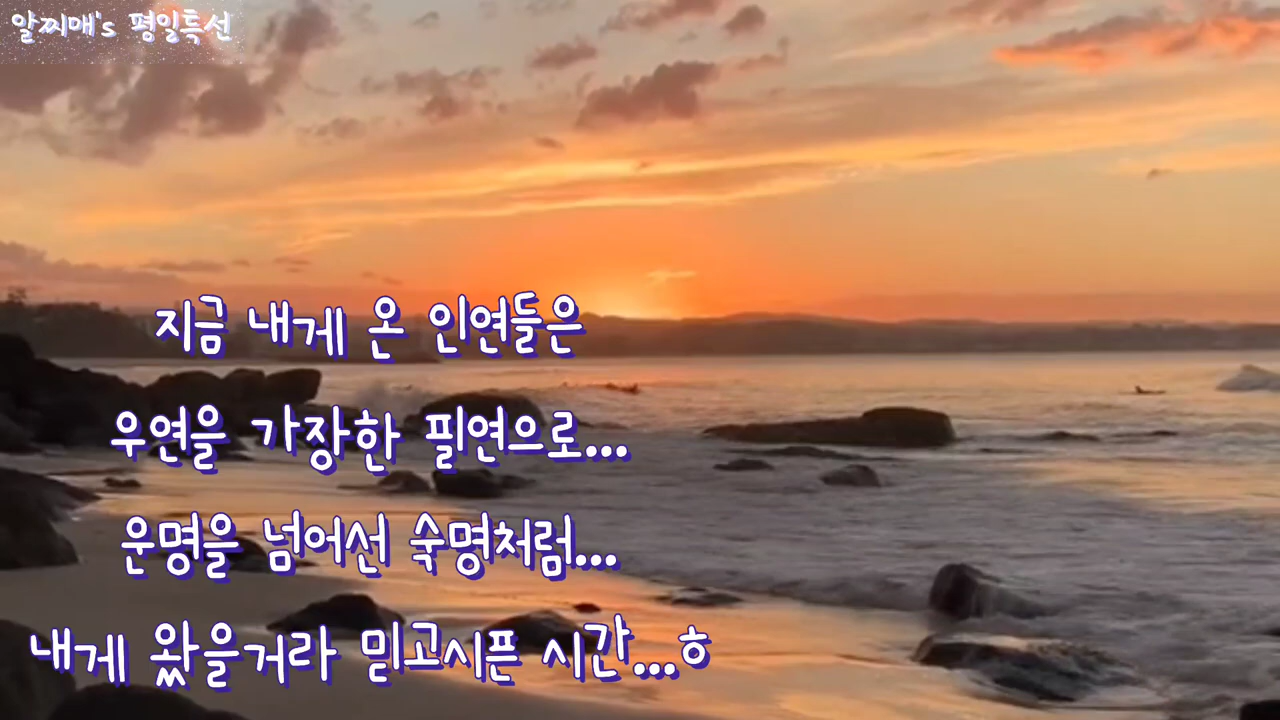 알찌매's 평일특선
지금 내게 온 인연들은
우연을 가장한 필연으로...
운명을 넘어선 숙명처럼...
내게 왔을거라 믿고시픈 시간...ㅎ